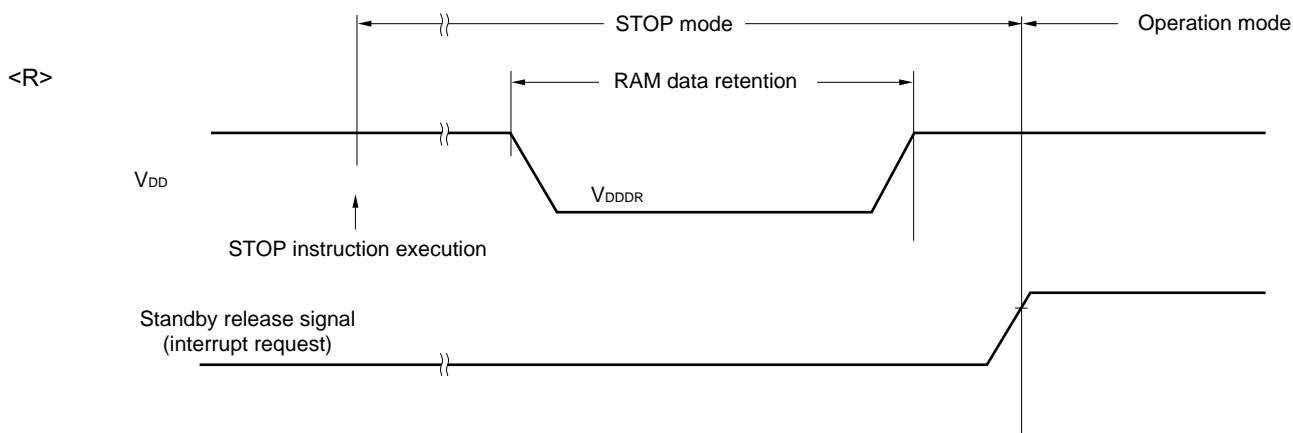 STOP mode
Operation mode
<R>
RAM data retention
VDD
VDDDR
STOP instruction execution
Standby release signal
(interrupt request)